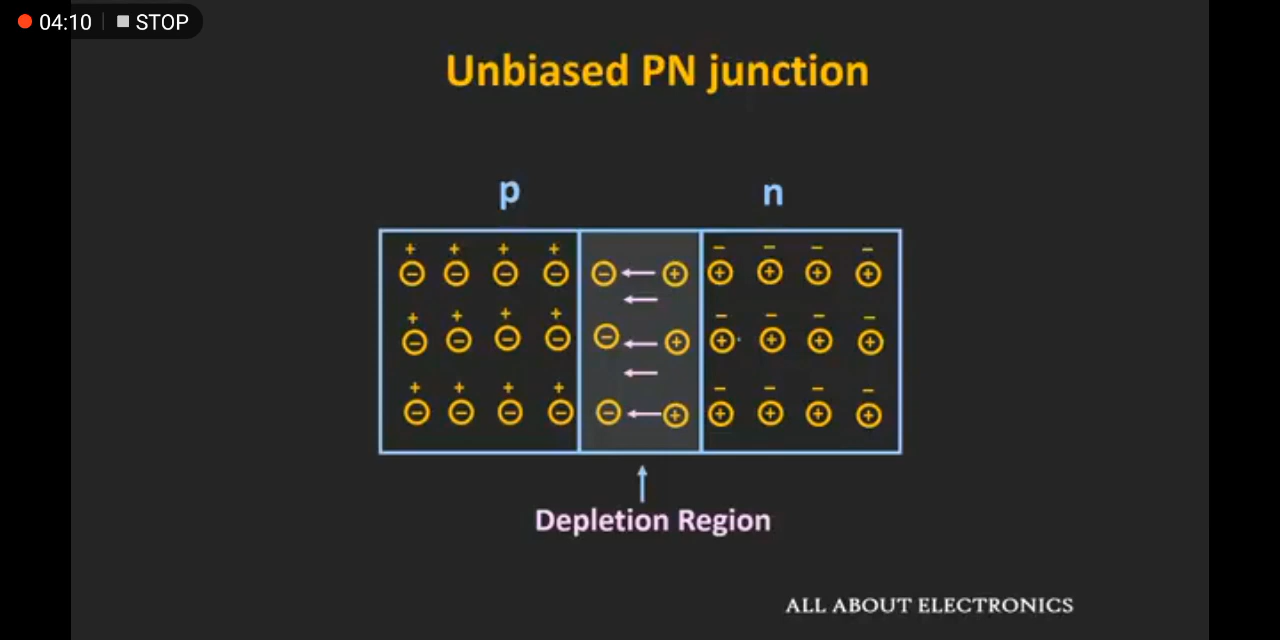 04:10 STOP
Unbiased PN junction
p n
+ + + + − − − −
− − − − − + + + + +
+ + + + − − − −
− − − − − + + + + +
+ + + + − − − −
− − − − − + + + + +
Depletion Region
ALL ABOUT ELECTRONICS